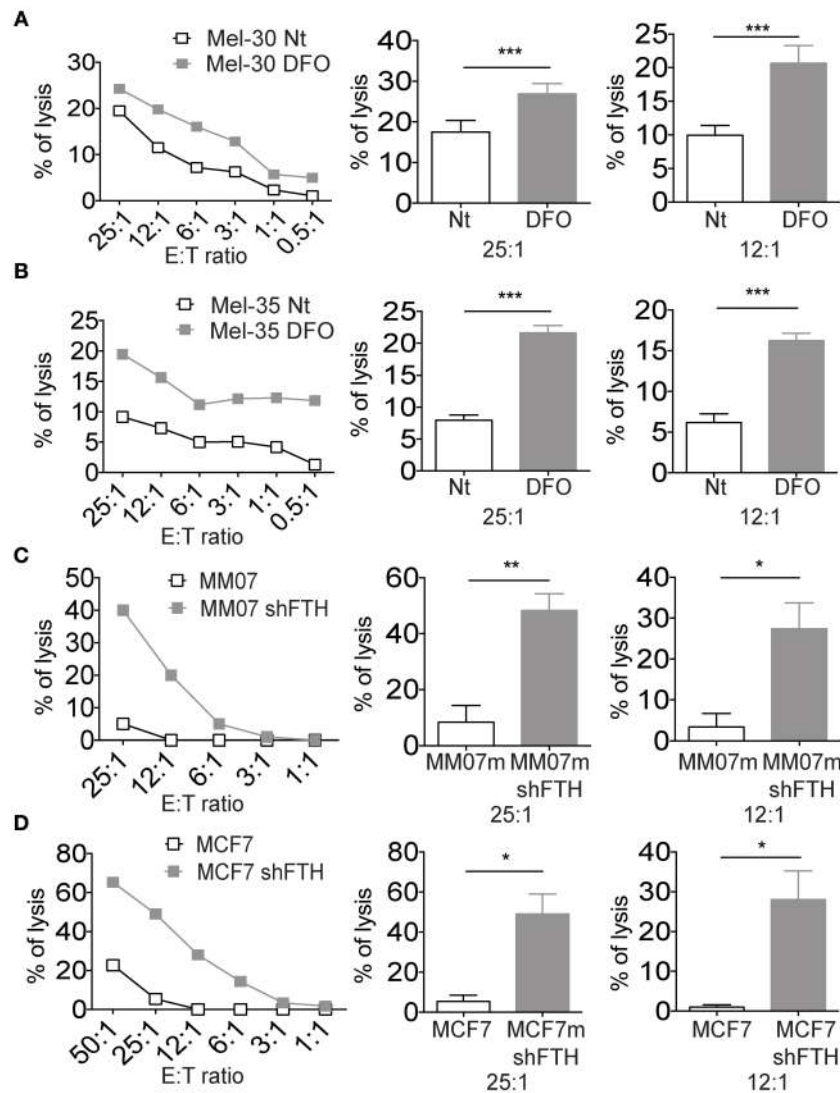 A
Mel-30 Nt
Mel-30 DFO
% of lysis
30
20
10
0
25:1
12:1
6:1
3:1
1:1
0.5:1
E:T ratio
% of lysis
40
30
20
10
0
***
Nt
DFO
25:1
% of lysis
25
20
15
10
5
0
***
Nt
DFO
12:1
B
Mel-35 Nt
Mel-35 DFO
% of lysis
25
20
15
10
5
0
25:1
12:1
6:1
3:1
1:1
0.5:1
E:T ratio
% of lysis
25
20
15
10
5
0
***
Nt
DFO
25:1
% of lysis
20
15
10
5
0
***
Nt
DFO
12:1
C
MM07
MM07 shFTH
% of lysis
50
40
30
20
10
0
25:1
12:1
6:1
3:1
1:1
E:T ratio
% of lysis
60
40
20
0
**
MM07m
MM07m
shFTH
25:1
% of lysis
40
30
20
10
0
*
MM07m
MM07m
shFTH
12:1
D
MCF7
MCF7 shFTH
% of lysis
80
60
40
20
0
50:1
25:1
12:1
6:1
3:1
1:1
E:T ratio
% of lysis
80
60
40
20
0
*
MCF7
MCF7m
shFTH
25:1
% of lysis
40
30
20
10
0
*
MCF7
MCF7
shFTH
12:1